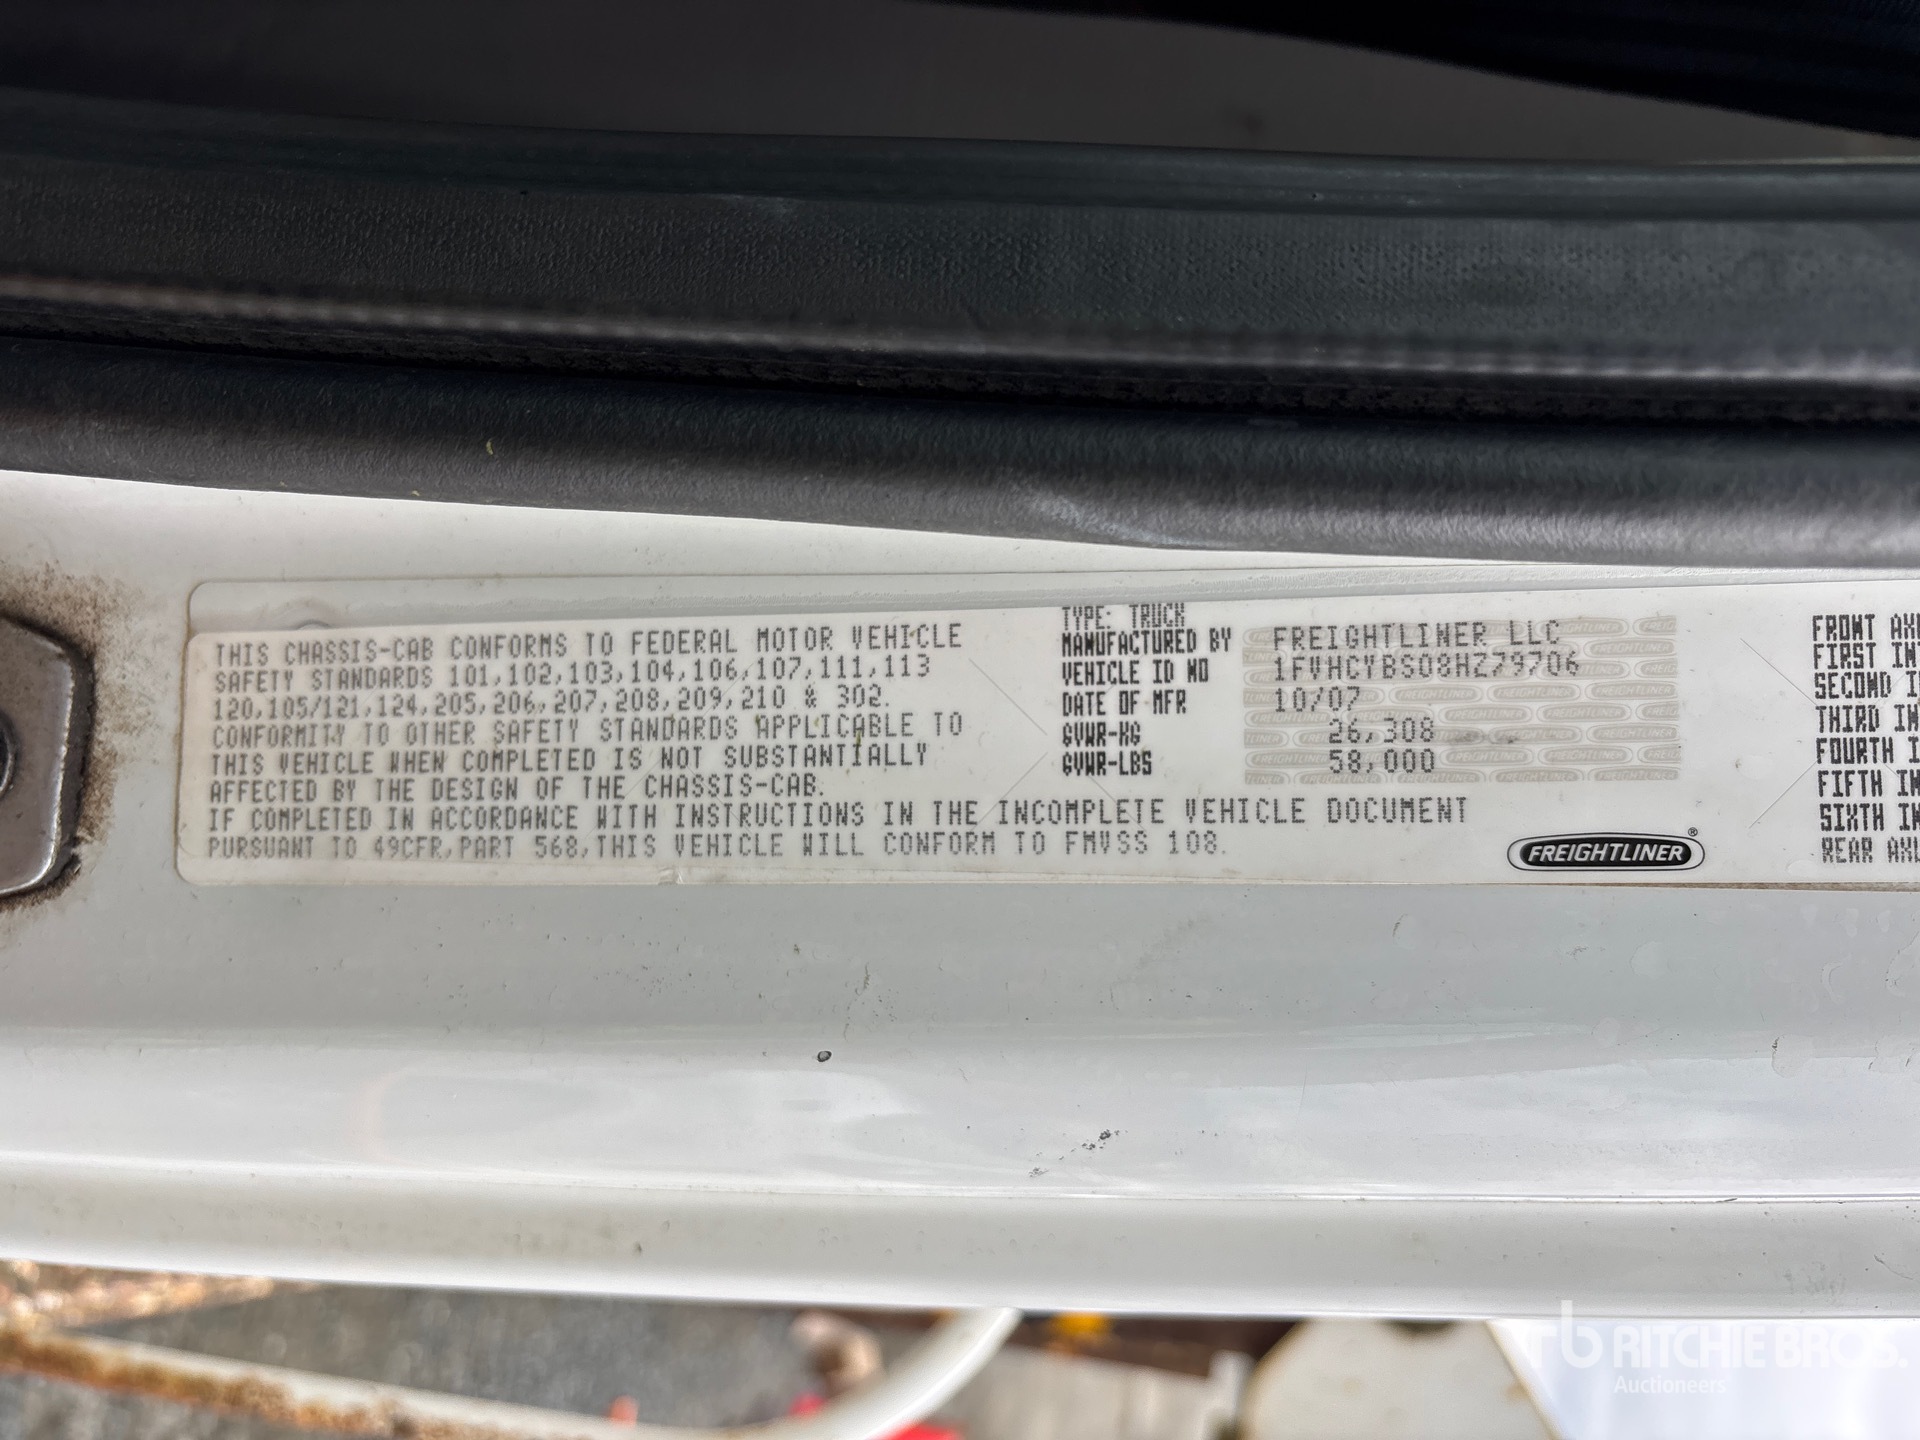 THIS CHASSIS-CAB CONFORMS TO FEDERAL MOTOR VEHICLE
SAFETY STANDARDS 101,102,103,104,106,107,111,113
120,105/121,124,205,206,207,208,209,210 & 302.
CONFORMITY TO OTHER SAFETY STANDARDS APPLICABLE TO
THIS VEHICLE WHEN COMPLETED IS NOT SUBSTANTIALLY
AFFECTED BY THE DESIGN OF THE CHASSIS-CAB.
IF COMPLETED IN ACCORDANCE WITH INSTRUCTIONS IN THE INCOMPLETE VEHICLE DOCUMENT
PURSUANT TO 49CFR,PART 568,THIS VEHICLE WILL CONFORM TO FMVSS 108.
TYPE: TRUCK
MANUFACTURED BY FREIGHTLINER LLC
VEHICLE ID NO 1FVHCYBS08HZ79706
DATE OF MFR 10/07
GVWR-KG 26,308
GVWR-LBS 58,000
FREIGHTLINER®
FRONT
FIRST
SECOND
THIRD
FOURTH
FIFTH
SIXTH
REAR
rb RITCHIE BROS.
Auctioneers